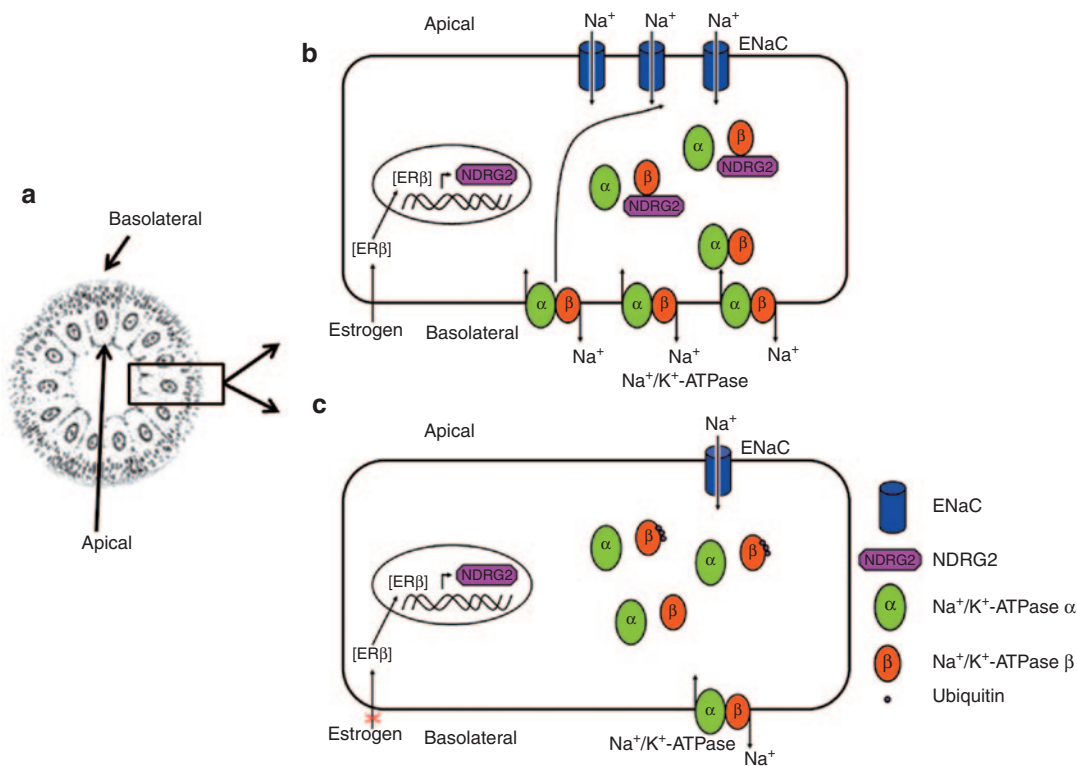 a
Basolateral
Apical
b
Apical
Na⁺ Na⁺ Na⁺
ENaC
[ERβ] NDRG2
[ERβ]
Estrogen
Basolateral
α β NDRG2
α β NDRG2
α β
α β α β α β
Na⁺ Na⁺ Na⁺
Na⁺/K⁺-ATPase
c
Apical
Na⁺
ENaC
[ERβ] NDRG2
[ERβ]
Estrogen
Basolateral
α β α β
α β
α β
Na⁺/K⁺-ATPase
Na⁺
ENaC
NDRG2 NDRG2
α Na⁺/K⁺-ATPase α
β Na⁺/K⁺-ATPase β
Ubiquitin